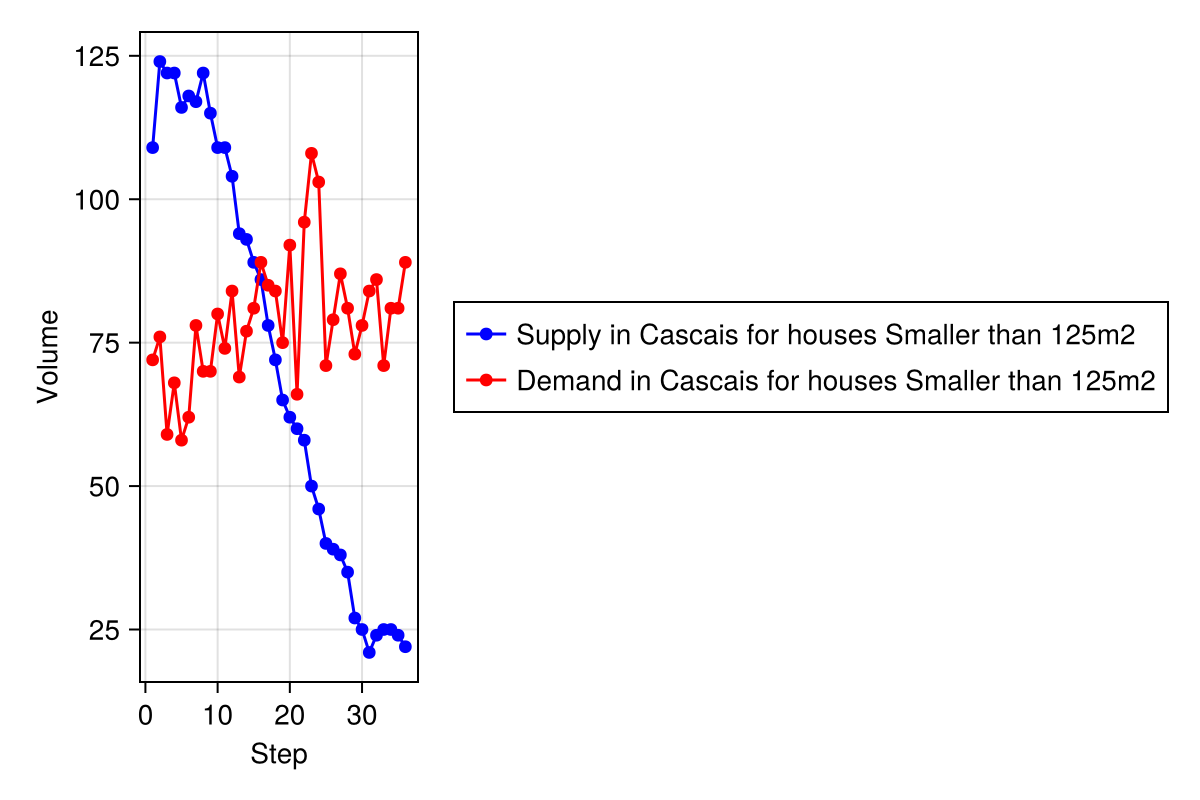 125
100
75
50
25
Volume
0 10 20 30
Step
Supply in Cascais for houses Smaller than 125m2
Demand in Cascais for houses Smaller than 125m2